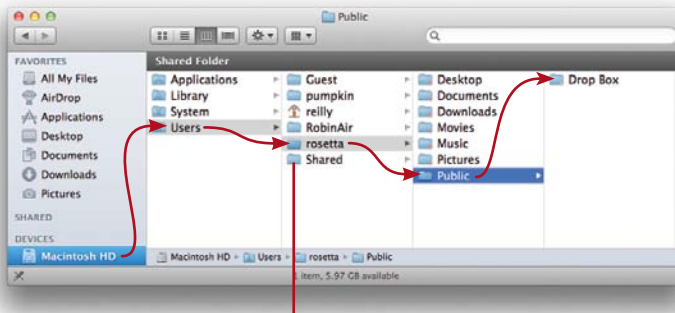 Public
FAVORITES
All My Files
AirDrop
Applications
Desktop
Documents
Downloads
Pictures
SHARED
DEVICES
Macintosh HD
Shared Folder
Applications
Library
System
Users
Guest
pumpkin
reilly
RobinAir
rosetta
Shared
Desktop
Documents
Downloads
Movies
Music
Pictures
Public
Drop Box
Macintosh HD Users rosetta Public
item, 5.97 GB available